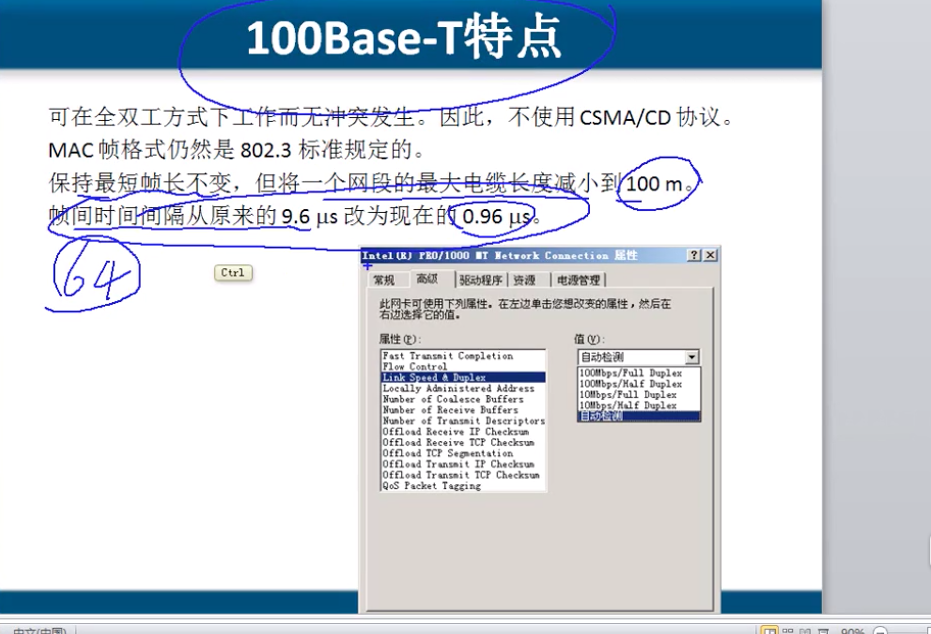 100Base-T特点
可在全双工方式下工作而无冲突发生。因此，不使用 CSMA/CD 协议。
MAC 帧格式仍然是 802.3 标准规定的。
保持最短帧长不变，但将一个网段的最大电缆长度减小到 100 m。
帧间时间间隔从原来的 9.6 μs 改为现在的 0.96 μs。
64
Ctrl
Intel(R) PRO/1000 MT Network Connection 属性
常规 高级 驱动程序 资源 电源管理
此网卡可使用下列属性。在左边单击您想改变的属性，然后在
右边选择它的值。
属性(P): 值(V):
Fast Transmit Completion
Flow Control
Link Speed & Duplex
Locally Administered Address
Number of Coalesce Buffers
Number of Receive Buffers
Number of Transmit Descriptors
Offload Receive IP Checksum
Offload Receive TCP Checksum
Offload TCP Segmentation
Offload Transmit IP Checksum
Offload Transmit TCP Checksum
QoS Packet Tagging
自动检测
100Mbps/Full Duplex
100Mbps/Half Duplex
10Mbps/Full Duplex
10Mbps/Half Duplex
自动检测
中文(中国)
90%